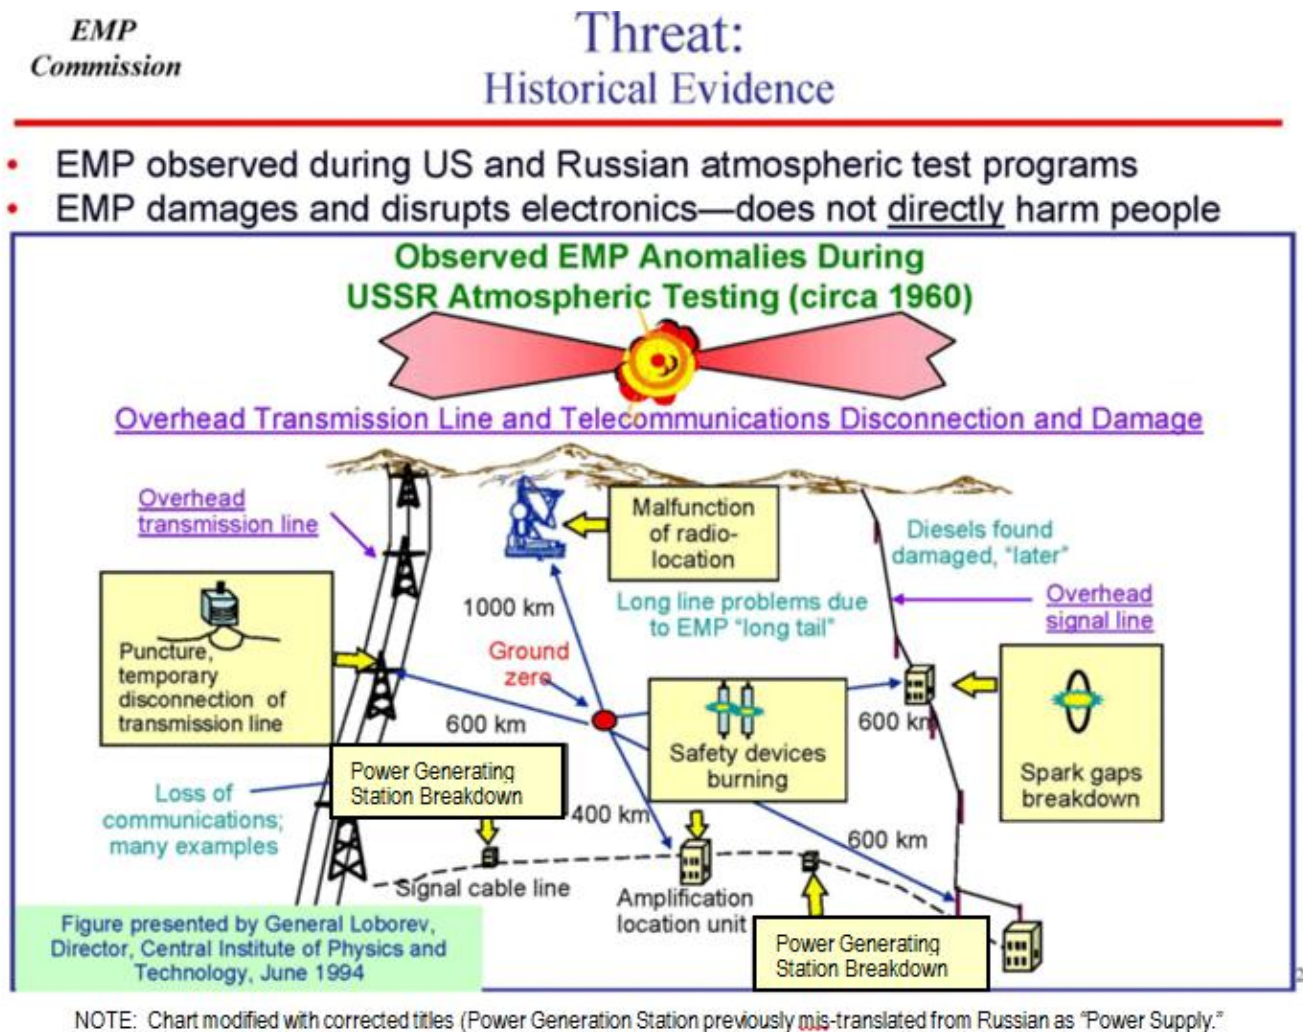 EMP
Commission
Threat:
Historical Evidence
• EMP observed during US and Russian atmospheric test programs
• EMP damages and disrupts electronics—does not directly harm people
Observed EMP Anomalies During
USSR Atmospheric Testing (circa 1960)
Overhead Transmission Line and Telecommunications Disconnection and Damage
Overhead
transmission line
Malfunction
of radio-
location
Diesels found
damaged, "later"
1000 km
Long line problems due
to EMP "long tail"
Overhead
signal line
Puncture,
temporary
disconnection of
transmission line
Ground
zero
600 km
600 km
Safety devices
burning
Spark gaps
breakdown
Power Generating
Station Breakdown
Loss of
communications;
many examples
400 km
600 km
Signal cable line
Amplification
location unit
Power Generating
Station Breakdown
Figure presented by General Loborev,
Director, Central Institute of Physics and
Technology, June 1994
2
NOTE: Chart modified with corrected titles (Power Generation Station previously mis-translated from Russian as "Power Supply."